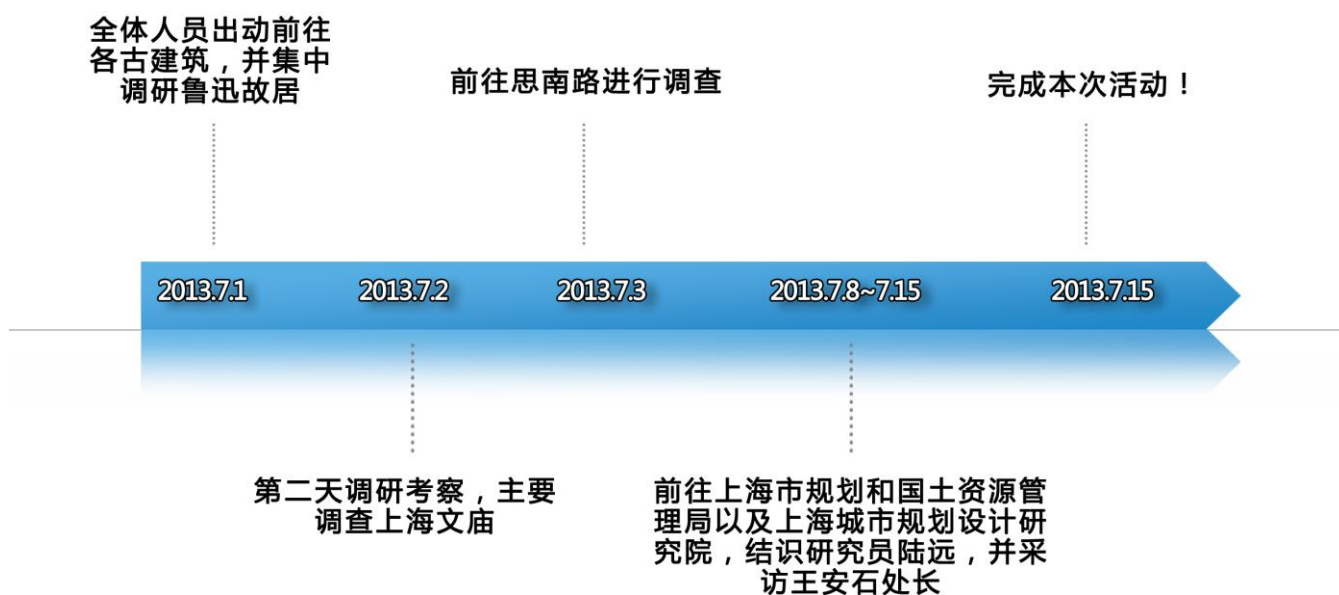 全体人员出动前往
各古建筑，并集中
调研鲁迅故居
前往思南路进行调查
完成本次活动！
2013.7.1
2013.7.2
2013.7.3
2013.7.8~7.15
2013.7.15
第二天调研考察，主要
调查上海文庙
前往上海市规划和国土资源管
理局以及上海城市规划设计研
究院，结识研究员陆远，并采
访王安石处长